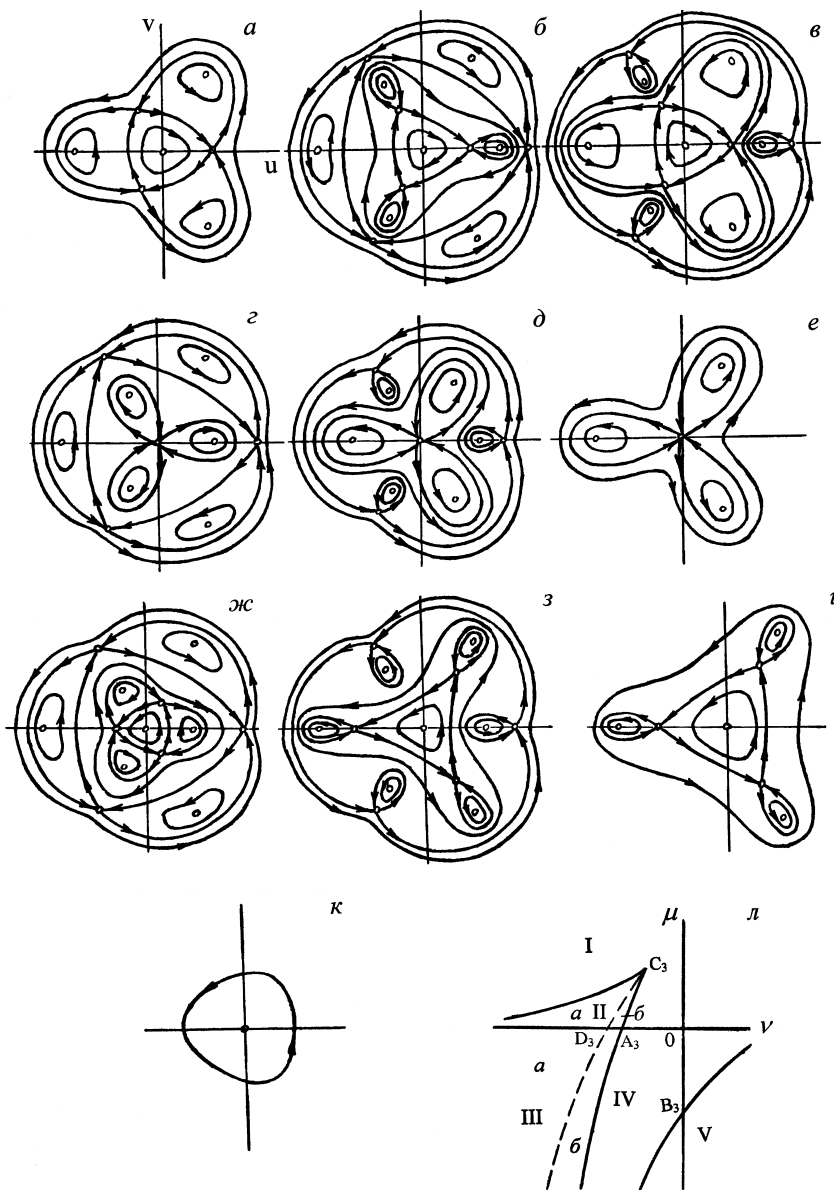 v а б в
u
г д е
ж з
к μ л
I
C₃
а II б
ν
D₃ A₃ 0
а
IV B₃
III V
б